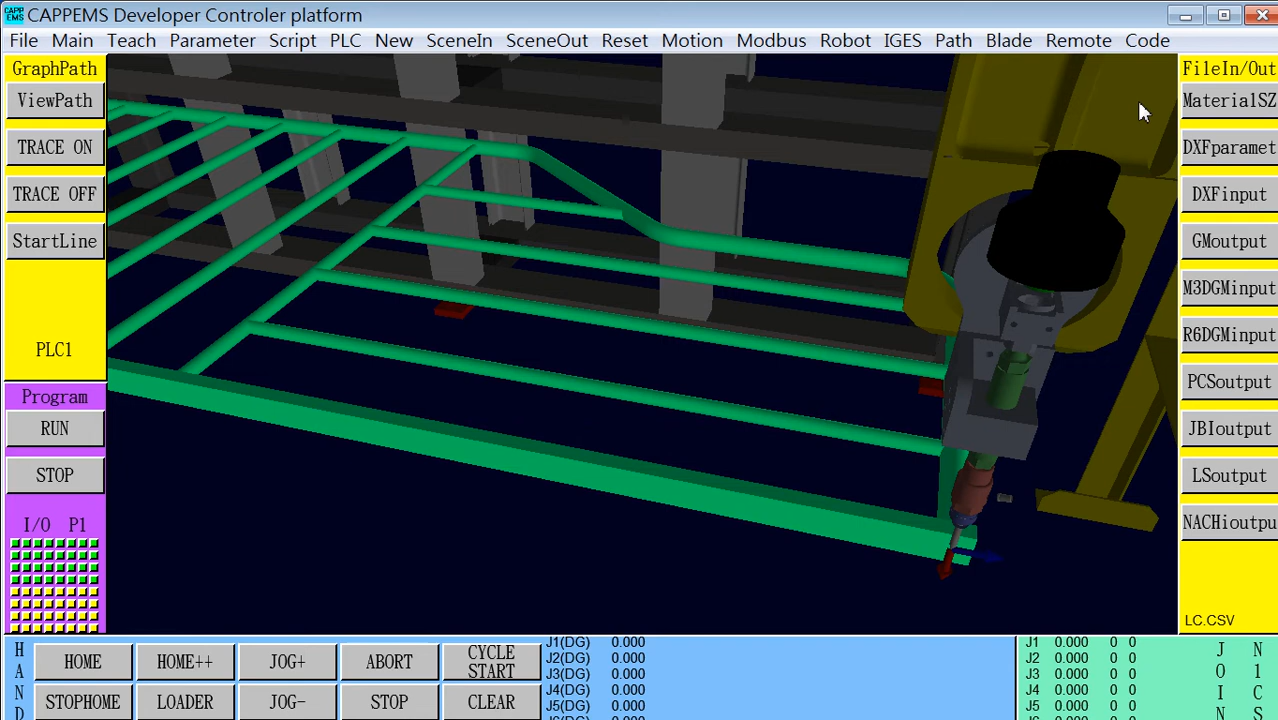 CAPP EMS CAPPEMS Developer Controler platform
File Main Teach Parameter Script PLC New SceneIn SceneOut Reset Motion Modbus Robot IGES Path Blade Remote Code
GraphPath
ViewPath
TRACE ON
TRACE OFF
StartLine
PLC1
Program
RUN
STOP
I/O P1
FileIn/Out
MaterialSZ
DXFparamet
DXFinput
GMoutput
M3DGMinput
R6DGMinput
PCSoutput
JBIoutput
LSoutput
NACHioutpu
LC.CSV
HAND
HOME HOME++ JOG+ ABORT CYCLE START
STOPHOME LOADER JOG- STOP CLEAR
J1(DG) 0.000
J2(DG) 0.000
J3(DG) 0.000
J4(DG) 0.000
J5(DG) 0.000
J1 0.000 0 0
J2 0.000 0 0
J3 0.000 0 0
J4 0.000 0 0
J5 0.000 0 0
JOIN
N1CS